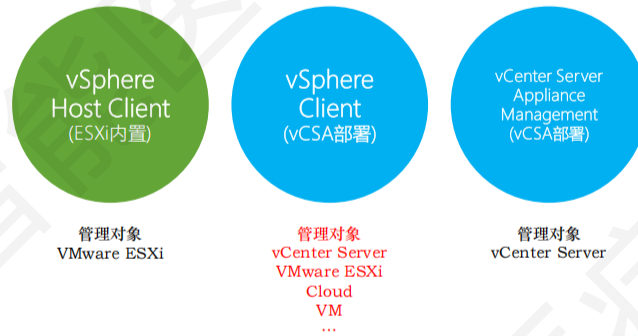 vSphere
Host Client
(ESXi内置)
vSphere
Client
(vCSA部署)
vCenter Server
Appliance
Management
(vCSA部署)
管理对象
VMware ESXi
管理对象
vCenter Server
VMware ESXi
Cloud
VM
...
管理对象
vCenter Server